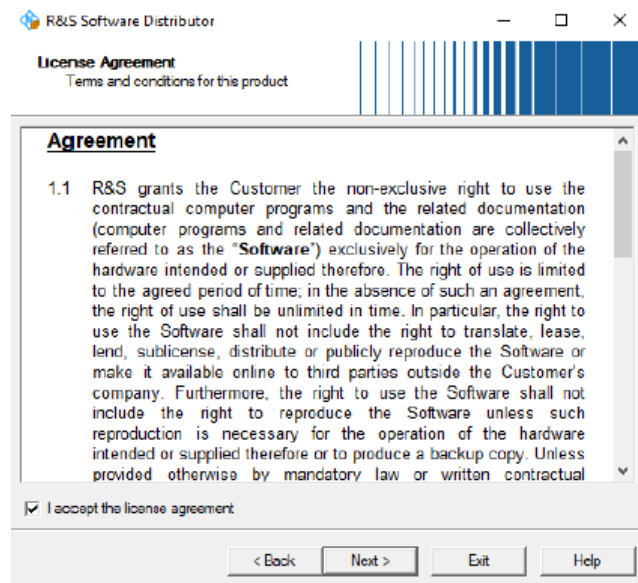 R&S Software Distributor
License Agreement
Terms and conditions for this product
Agreement
1.1 R&S grants the Customer the non-exclusive right to use the
contractual computer programs and the related documentation
(computer programs and related documentation are collectively
referred to as the “Software”) exclusively for the operation of the
hardware intended or supplied therefore. The right of use is limited
to the agreed period of time; in the absence of such an agreement,
the right of use shall be unlimited in time. In particular, the right to
use the Software shall not include the right to translate, lease,
lend, sublicense, distribute or publicly reproduce the Software or
make it available online to third parties outside the Customer's
company. Furthermore, the right to use the Software shall not
include the right to reproduce the Software unless such
reproduction is necessary for the operation of the hardware
intended or supplied therefore or to produce a backup copy. Unless
provided otherwise by mandatory law or written contractual
I accept the license agreement
< Back Next > Exit Help